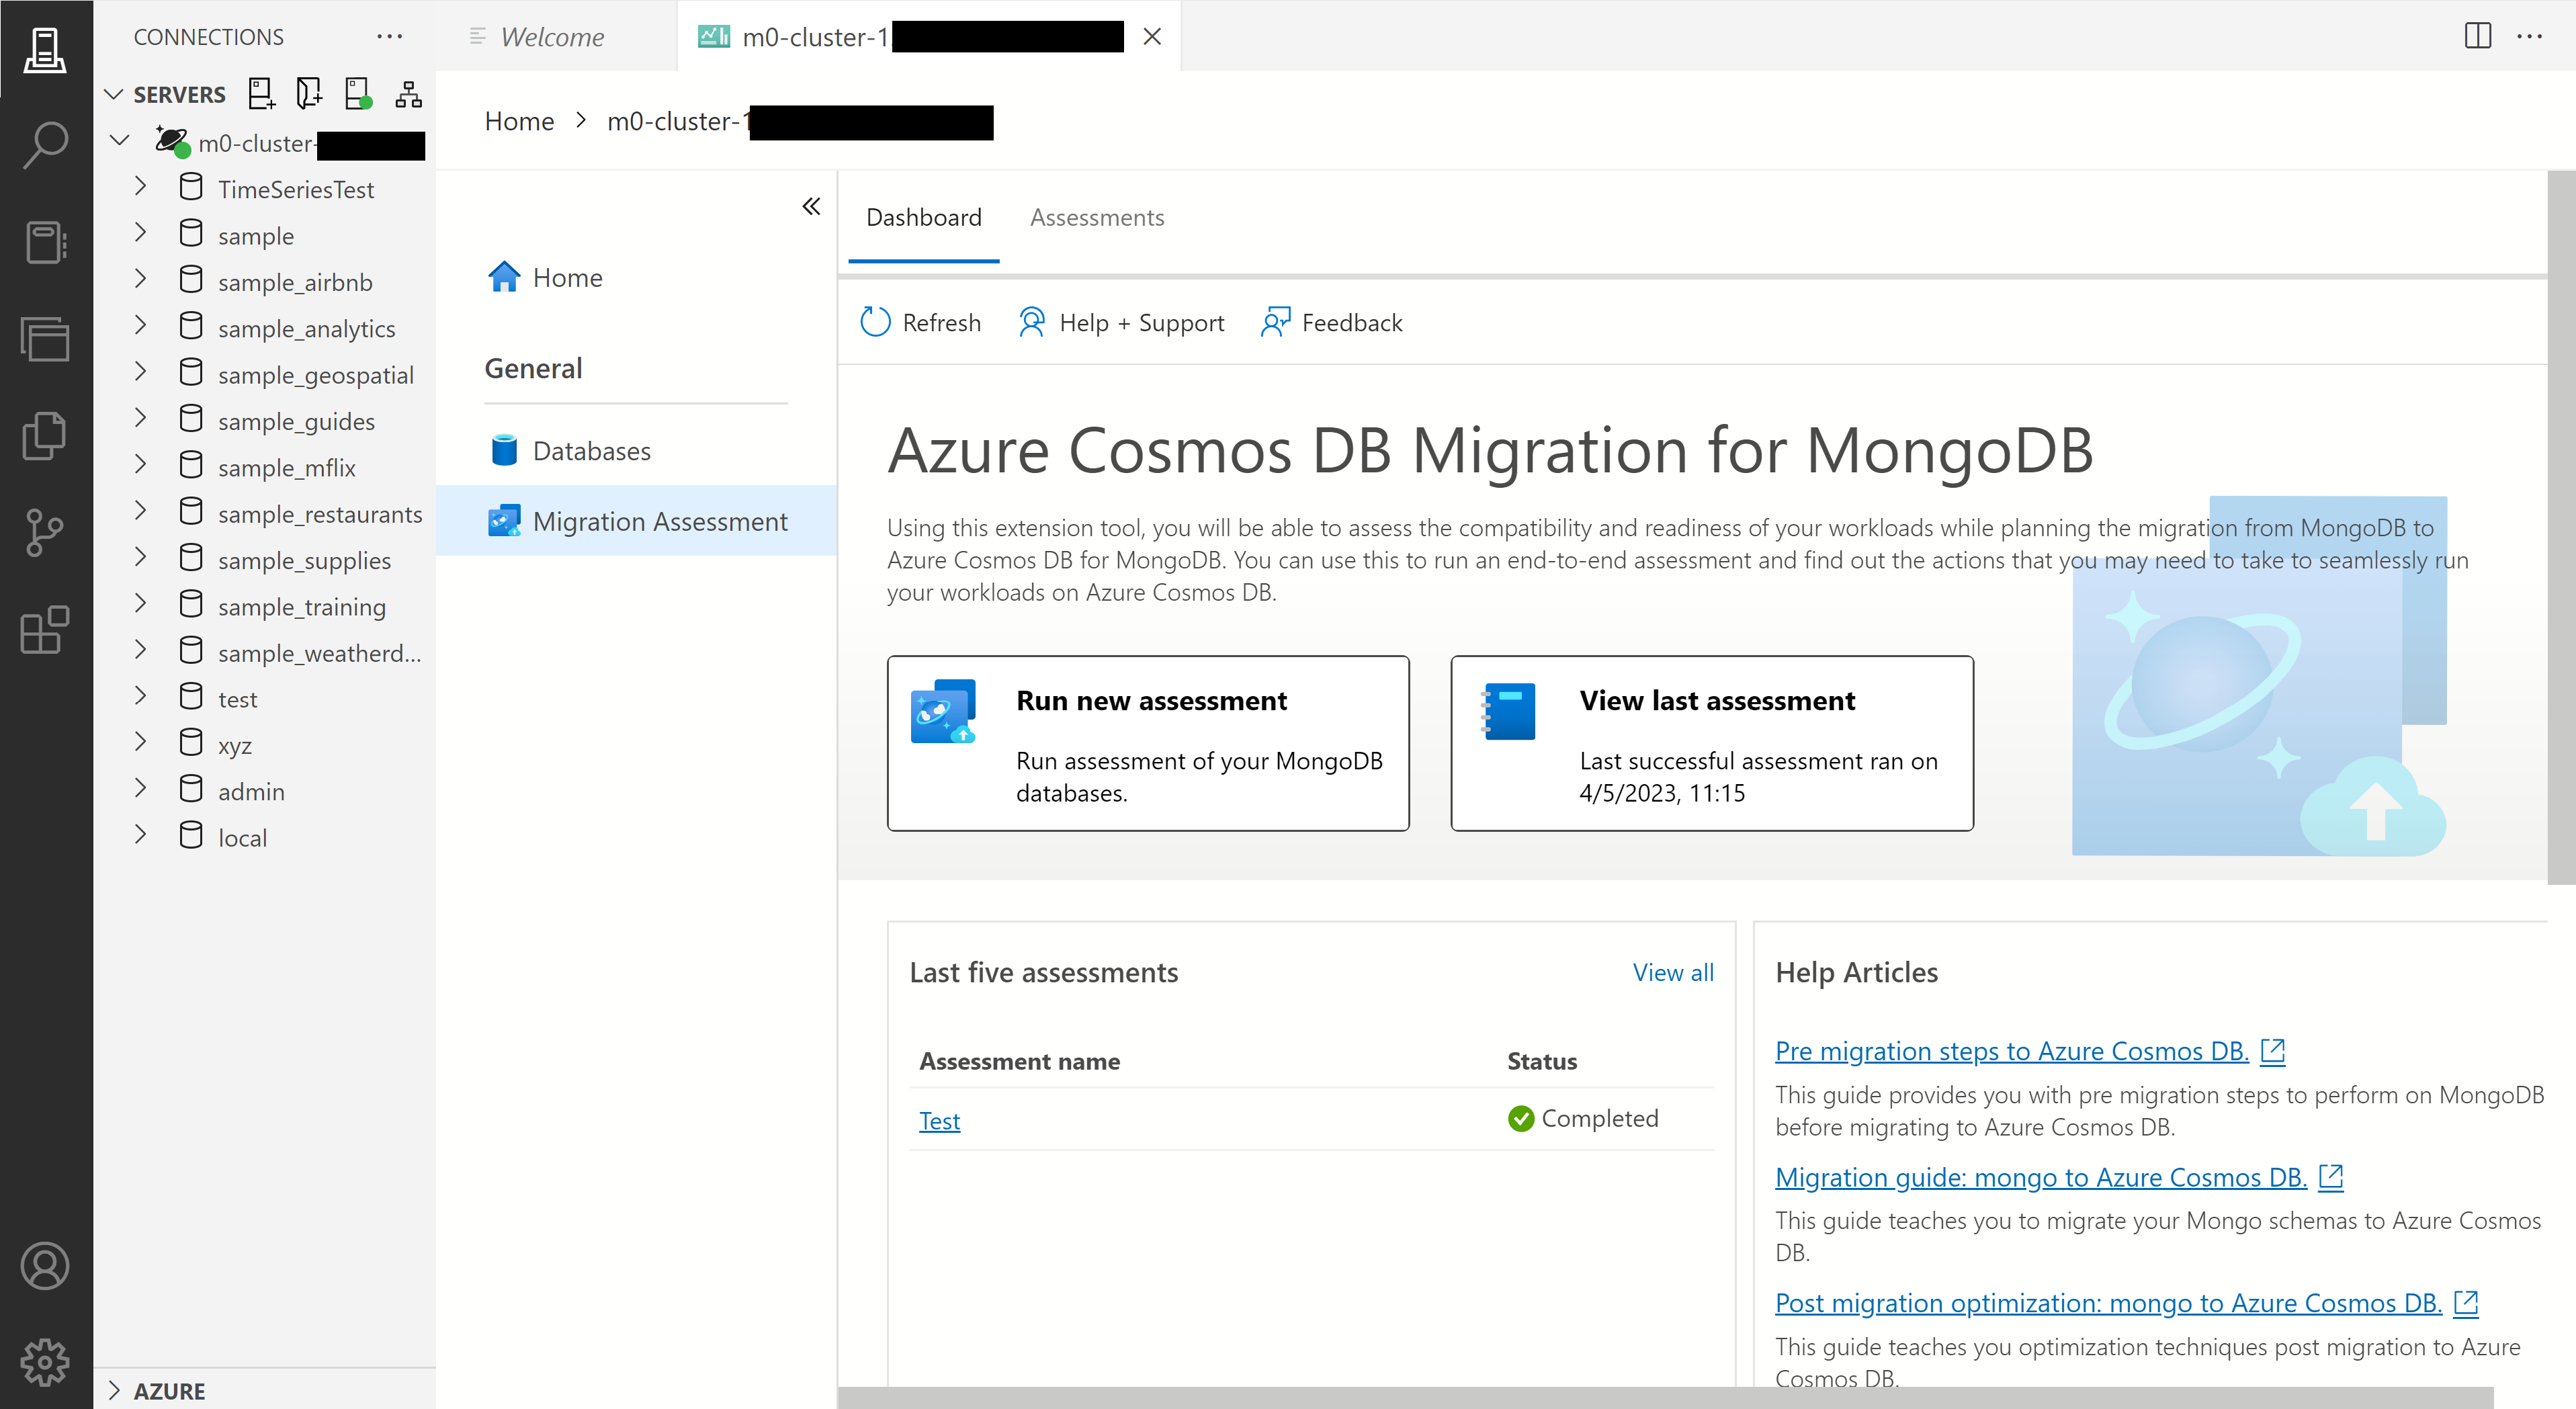 CONNECTIONS
SERVERS
m0-cluster-
TimeSeriesTest
sample
sample_airbnb
sample_analytics
sample_geospatial
sample_guides
sample_mflix
sample_restaurants
sample_supplies
sample_training
sample_weatherd...
test
xyz
admin
local
AZURE
Welcome
m0-cluster-1
Home > m0-cluster-1
Home
General
Databases
Migration Assessment
Dashboard
Assessments
Refresh
Help + Support
Feedback
Azure Cosmos DB Migration for MongoDB
Using this extension tool, you will be able to assess the compatibility and readiness of your workloads while planning the migration from MongoDB to
Azure Cosmos DB for MongoDB. You can use this to run an end-to-end assessment and find out the actions that you may need to take to seamlessly run
your workloads on Azure Cosmos DB.
Run new assessment
Run assessment of your MongoDB
databases.
View last assessment
Last successful assessment ran on
4/5/2023, 11:15
Last five assessments
View all
Assessment name
Status
Test
Completed
Help Articles
Pre migration steps to Azure Cosmos DB.
This guide provides you with pre migration steps to perform on MongoDB
before migrating to Azure Cosmos DB.
Migration guide: mongo to Azure Cosmos DB.
This guide teaches you to migrate your Mongo schemas to Azure Cosmos
DB.
Post migration optimization: mongo to Azure Cosmos DB.
This guide teaches you optimization techniques post migration to Azure
Cosmos DB.